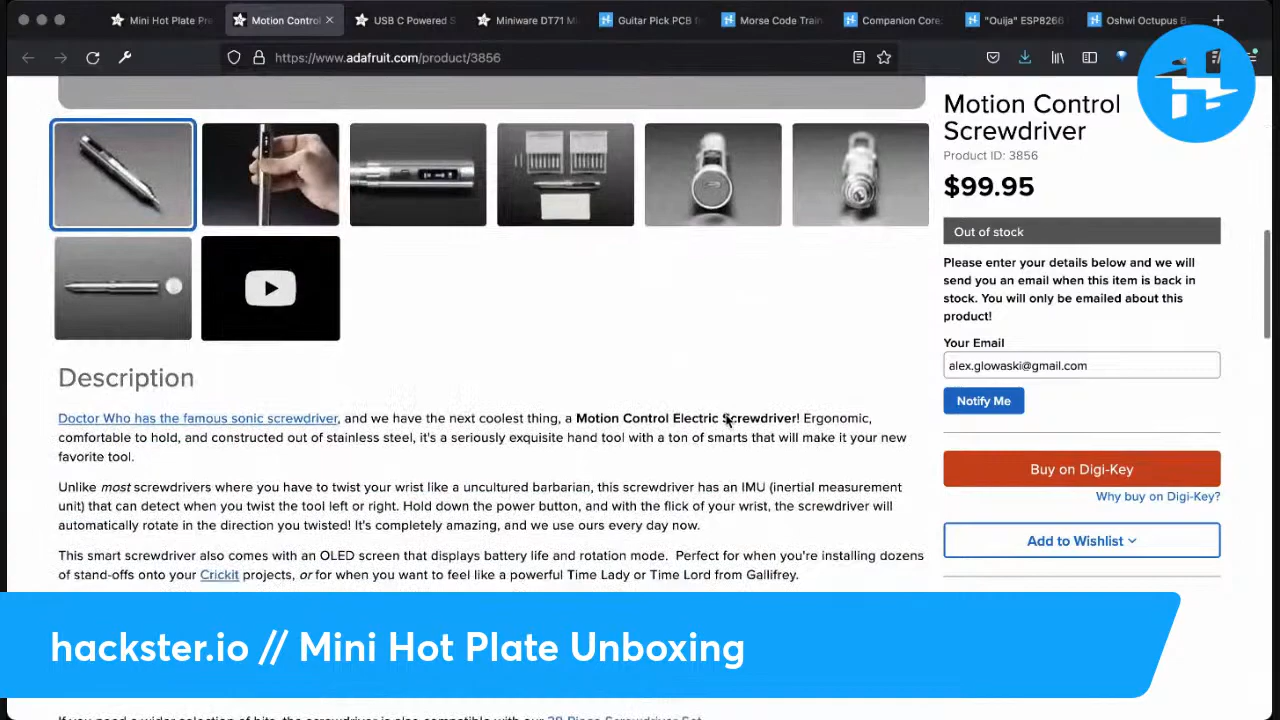 Mini Hot Plate Pre
Motion Control
USB C Powered S
Miniware DT71 Mi
Guitar Pick PCB f
Morse Code Train
Companion Core
"Ouija" ESP8266
Oshwi Octopus B
https://www.adafruit.com/product/3856
Motion Control
Screwdriver
Product ID: 3856
$99.95
Out of stock
Please enter your details below and we will
send you an email when this item is back in
stock. You will only be emailed about this
product!
Your Email
alex.glowaski@gmail.com
Notify Me
Buy on Digi-Key
Why buy on Digi-Key?
Add to Wishlist
Description
Doctor Who has the famous sonic screwdriver, and we have the next coolest thing, a Motion Control Electric Screwdriver! Ergonomic,
comfortable to hold, and constructed out of stainless steel, it's a seriously exquisite hand tool with a ton of smarts that will make it your new
favorite tool.
Unlike most screwdrivers where you have to twist your wrist like a uncultured barbarian, this screwdriver has an IMU (inertial measurement
unit) that can detect when you twist the tool left or right. Hold down the power button, and with the flick of your wrist, the screwdriver will
automatically rotate in the direction you twisted! It's completely amazing, and we use ours every day now.
This smart screwdriver also comes with an OLED screen that displays battery life and rotation mode. Perfect for when you're installing dozens
of stand-offs onto your Crickit projects, or for when you want to feel like a powerful Time Lady or Time Lord from Gallifrey.
hackster.io // Mini Hot Plate Unboxing